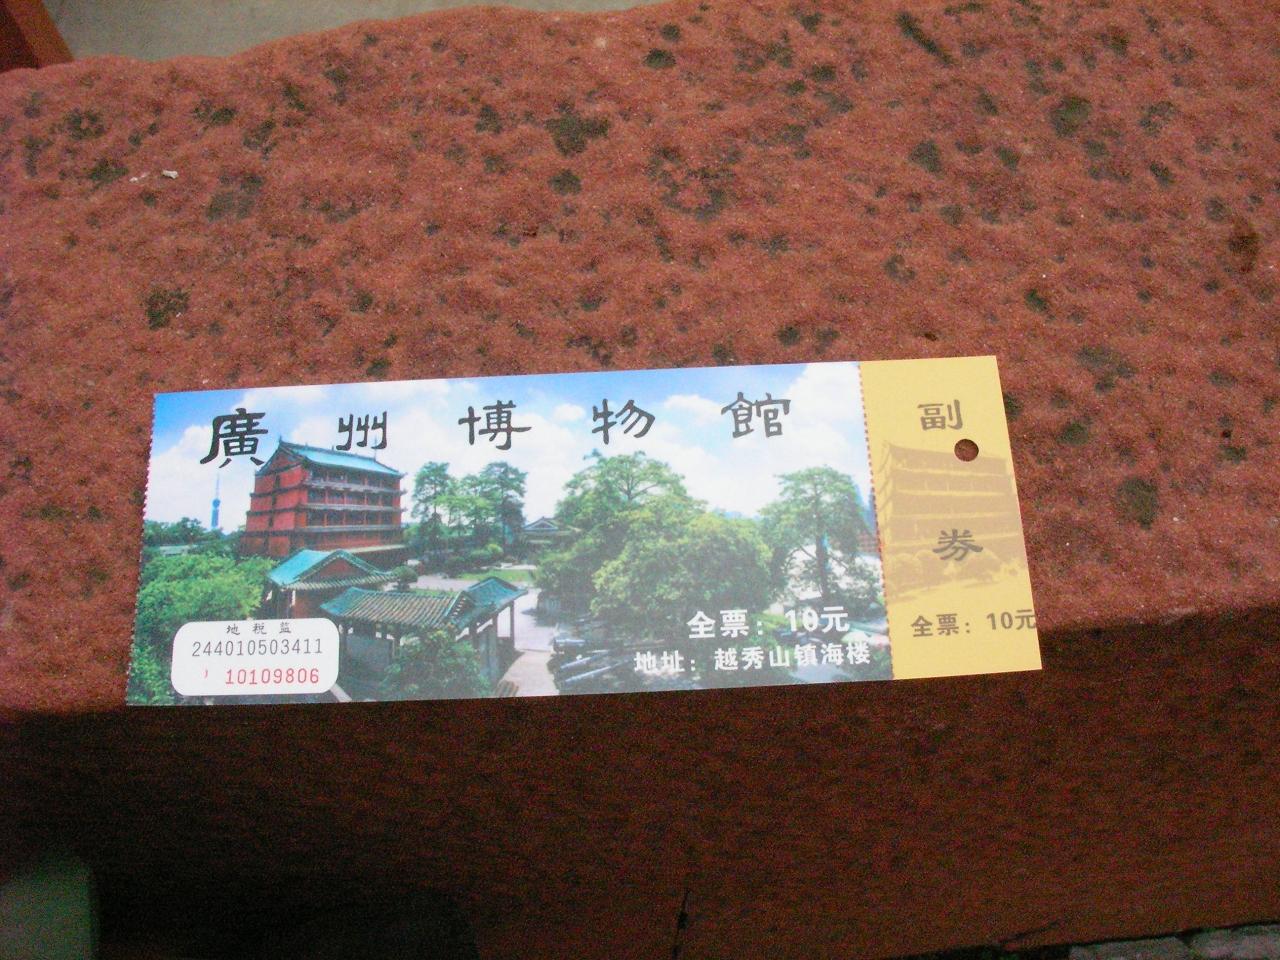 廣州博物館
地税监
244010503411
10109806
全票：10元
地址：越秀山镇海楼
副券
全票：10元